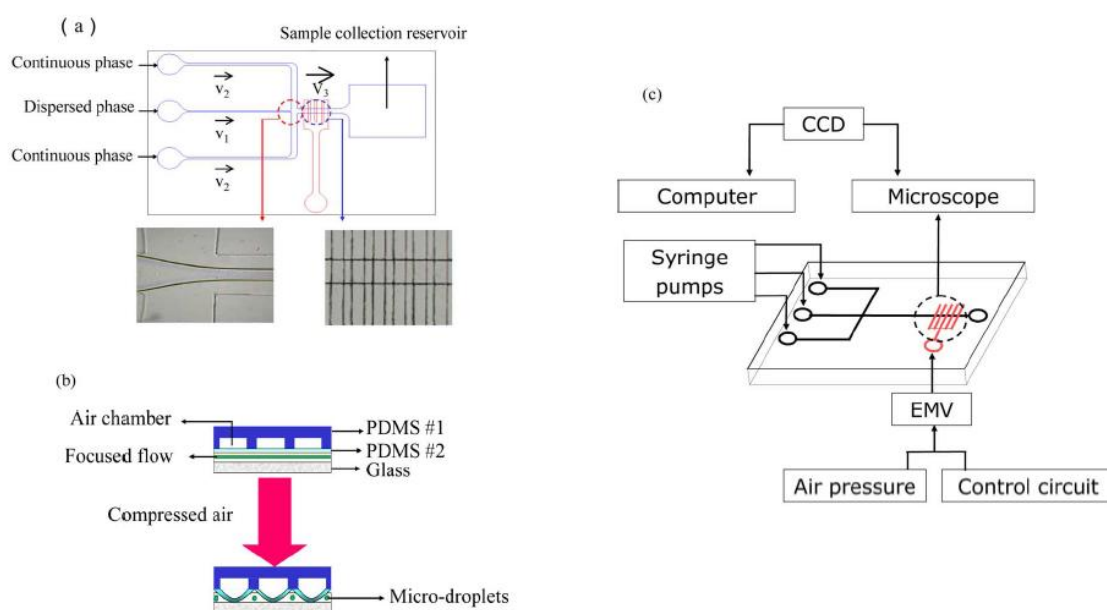 ( a )
Sample collection reservoir
Continuous phase
v2
v3
Dispersed phase
v1
Continuous phase
v2
(b)
Air chamber
PDMS #1
PDMS #2
Focused flow
Glass
Compressed air
Micro-droplets
(c)
CCD
Computer
Microscope
Syringe
pumps
EMV
Air pressure
Control circuit